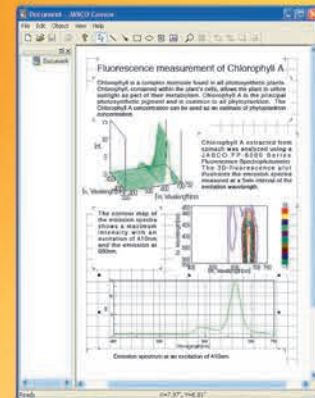 Document - JASCO Canvas
File Edit Object View Help
Document
Fluorescence measurement of Chlorophyll A
Chlorophyll is a complex molecule found in all photosynthetic plants.
Chlorophyll, contained within the plant's cells, allows the plant to utilize
sunlight as part of their metabolism. Chlorophyll A is the principal
photosynthetic pigment and is common to all phytoplankton. The
Chlorophyll A concentration can be used as an estimate of phytoplankton
concentration.
Chlorophyll A extracted from
spinach was analyzed using a
JASCO FP-6000 Series
Fluorescence Spectrophotometer.
The 3D-fluorescence plot
illustrates the emission spectra
measured at a 5nm interval of the
excitation wavelength.
The contour map of
the emission spectra
shows a maximum
intensity with an
excitation of 410nm
and the emission at
680nm.
Emission spectrum at an excitation of 410nm.
Ready